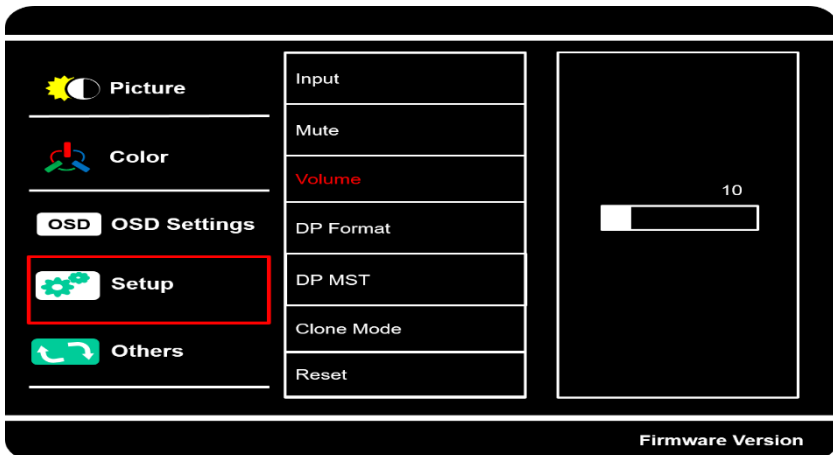 Picture
Color
OSD OSD Settings
Setup
Others
Input
Mute
Volume
DP Format
DP MST
Clone Mode
Reset
10
Firmware Version